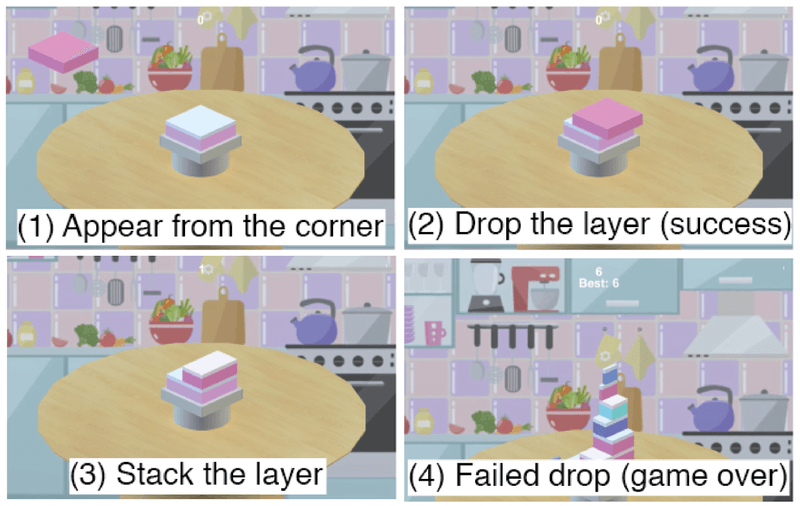 0
0
(1) Appear from the corner
(2) Drop the layer (success)
1
6
Best: 6
(3) Stack the layer
(4) Failed drop (game over)